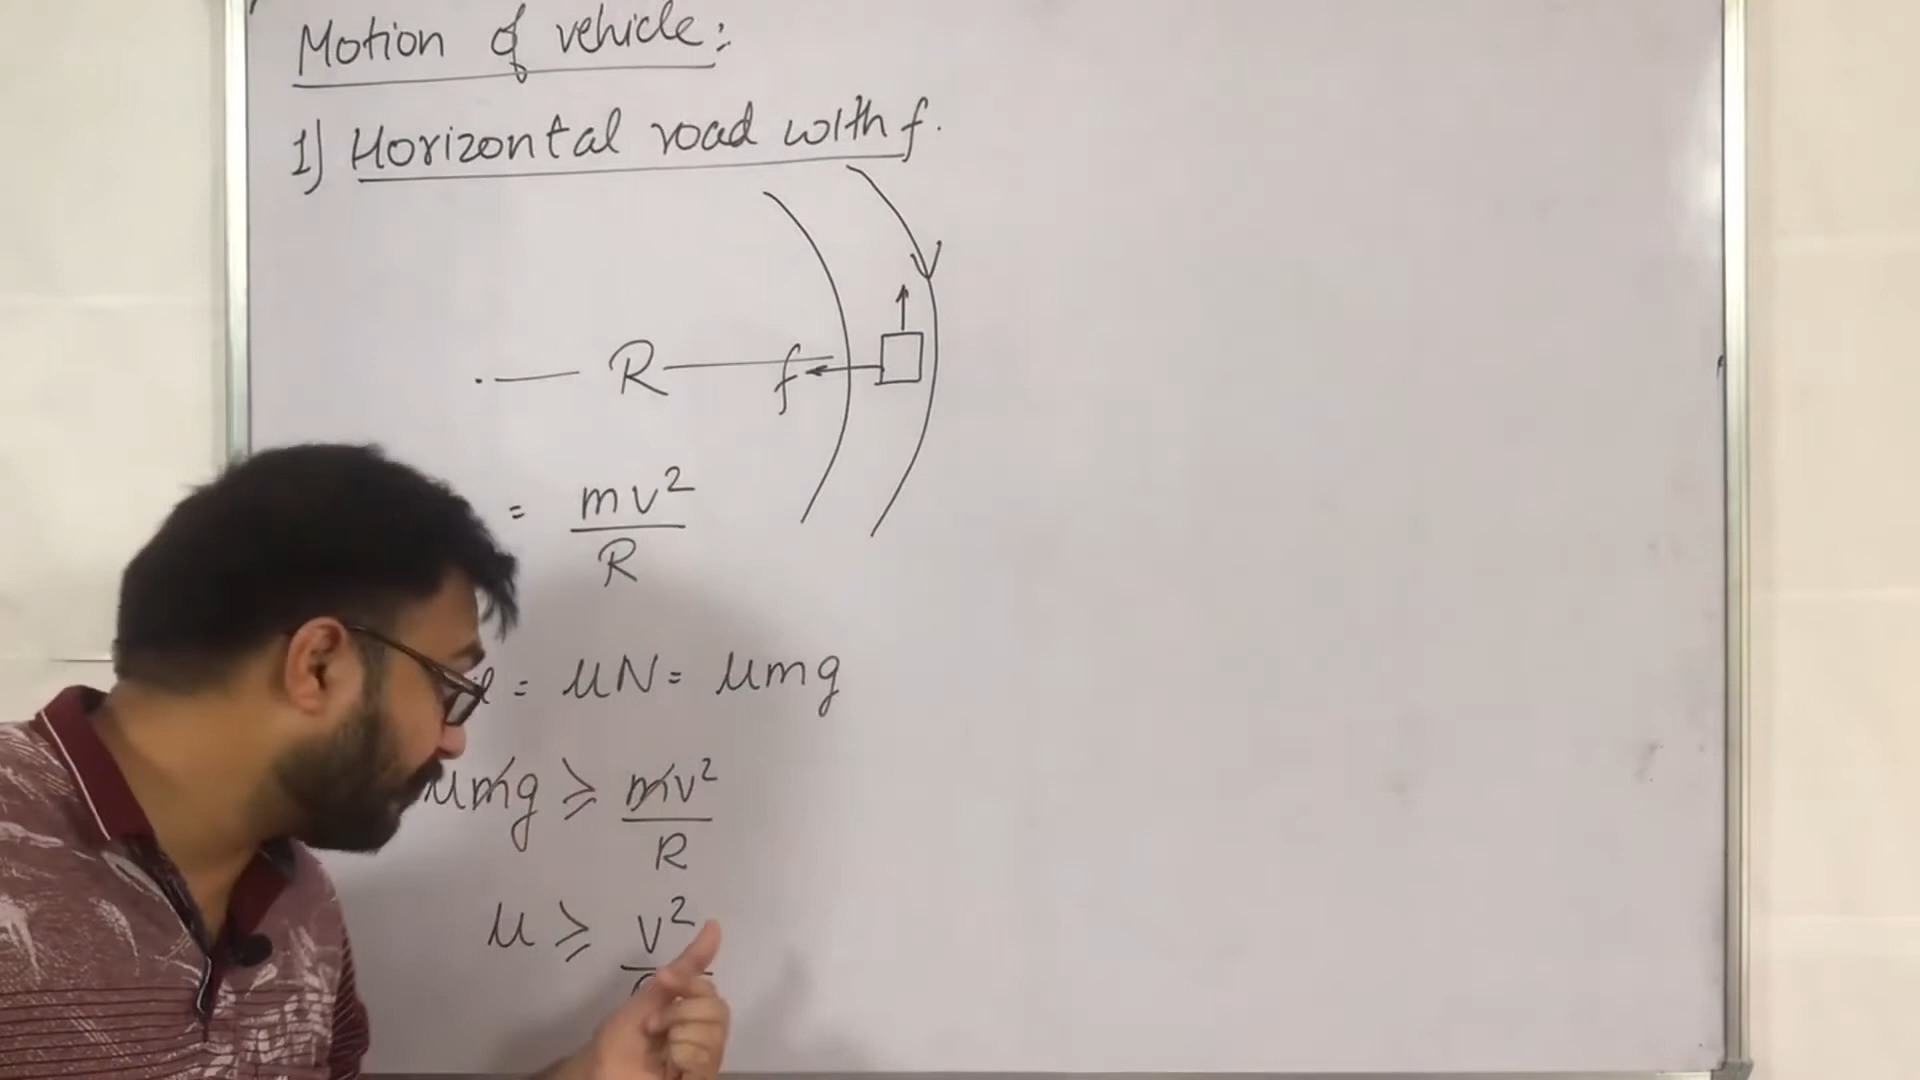 Motion of vehicle:
1) Horizontal road with f.
R
f
= mv²
R
= μN = μmg
μmg ⩾ mv²
R
μ ⩾ v²